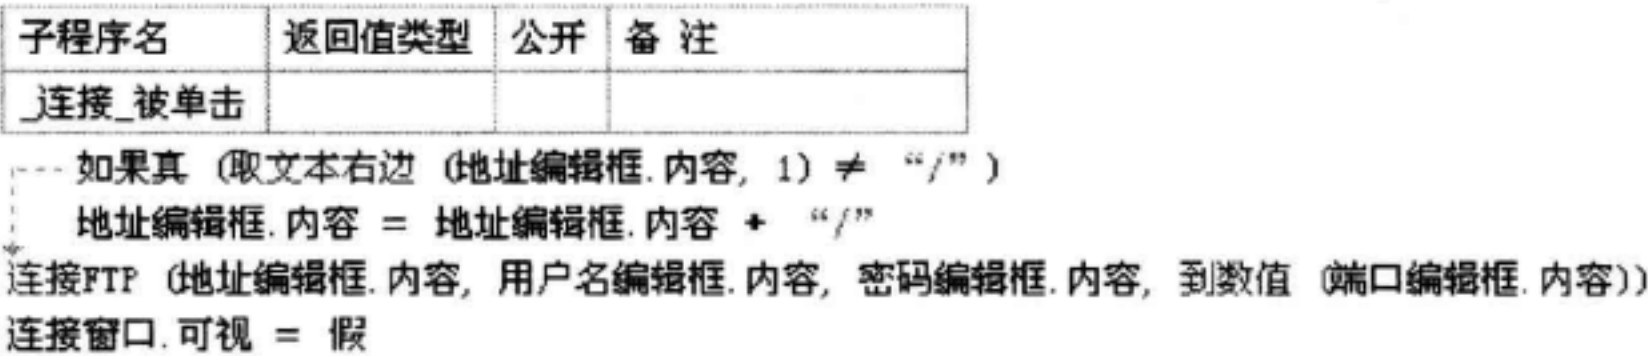 子程序名 返回值类型 公开 备 注
_连接_被单击
如果真 (取文本右边 (地址编辑框.内容, 1) ≠ “/” )
地址编辑框.内容 = 地址编辑框.内容 + “/”
连接FTP (地址编辑框.内容, 用户名编辑框.内容, 密码编辑框.内容, 到数值 (端口编辑框.内容))
连接窗口.可视 = 假